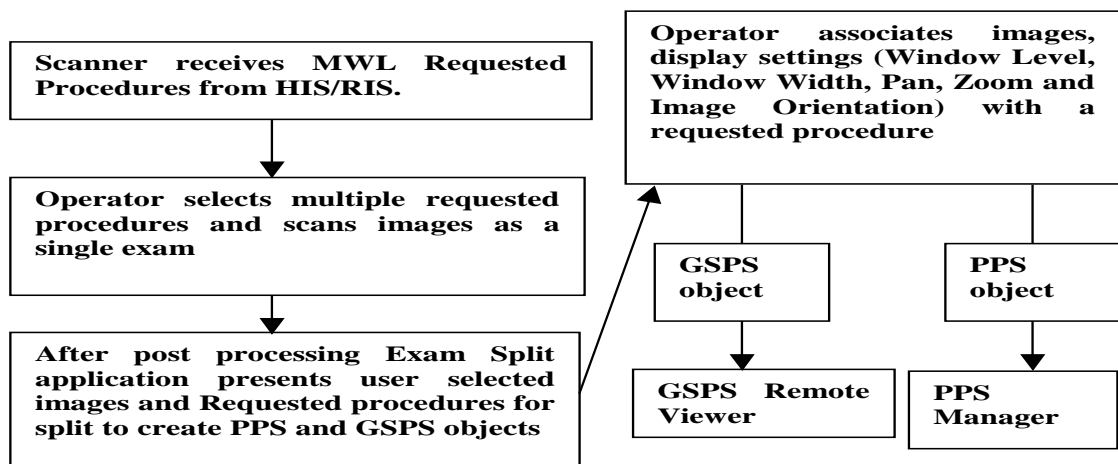 Scanner receives MWL Requested
Procedures from HIS/RIS.
Operator selects multiple requested
procedures and scans images as a
single exam
After post processing Exam Split
application presents user selected
images and Requested procedures for
split to create PPS and GSPS objects
Operator associates images,
display settings (Window Level,
Window Width, Pan, Zoom and
Image Orientation) with a
requested procedure
GSPS
object
PPS
object
GSPS Remote
Viewer
PPS
Manager